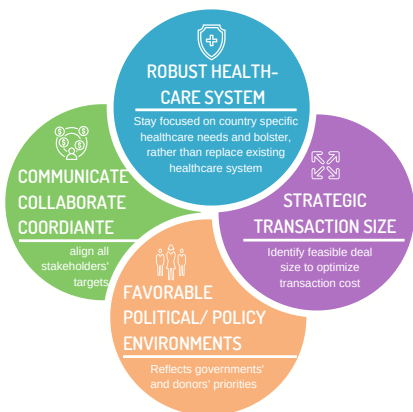 ROBUST HEALTH-
CARE SYSTEM
Stay focused on country specific
healthcare needs and bolster,
rather than replace existing
healthcare system
COMMUNICATE
COLLABORATE
COORDIANTE
align all
stakeholders'
targets
STRATEGIC
TRANSACTION SIZE
Identify feasible deal
size to optimize
transaction cost
FAVORABLE
POLITICAL/ POLICY
ENVIRONMENTS
Reflects governments'
and donors' priorities